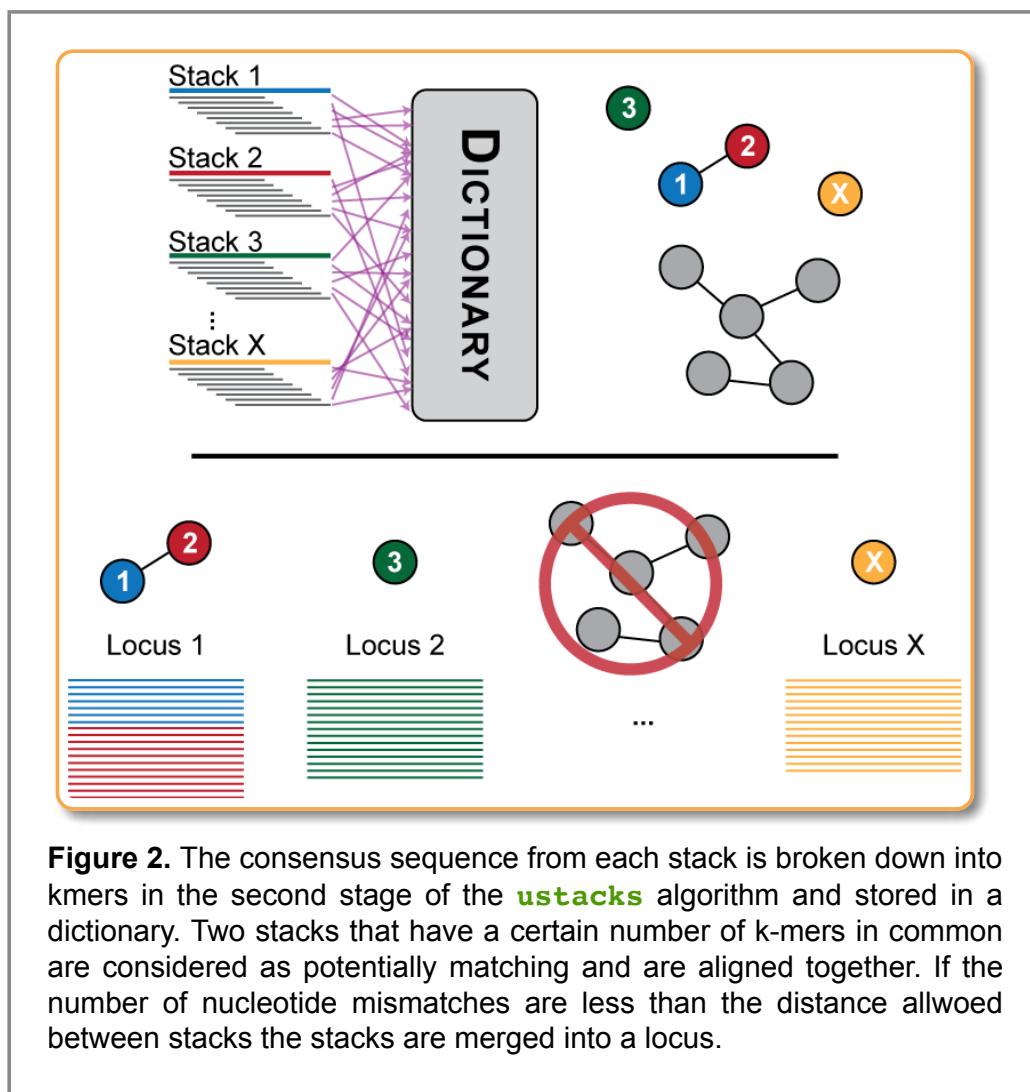 Stack 1
Stack 2
Stack 3
...
Stack X
DICTIONARY
3
2
1
X
2
1
3
X
Locus 1
Locus 2
...
Locus X
Figure 2. The consensus sequence from each stack is broken down into
kmers in the second stage of the ustacks algorithm and stored in a
dictionary. Two stacks that have a certain number of k-mers in common
are considered as potentially matching and are aligned together. If the
number of nucleotide mismatches are less than the distance allwoed
between stacks the stacks are merged into a locus.